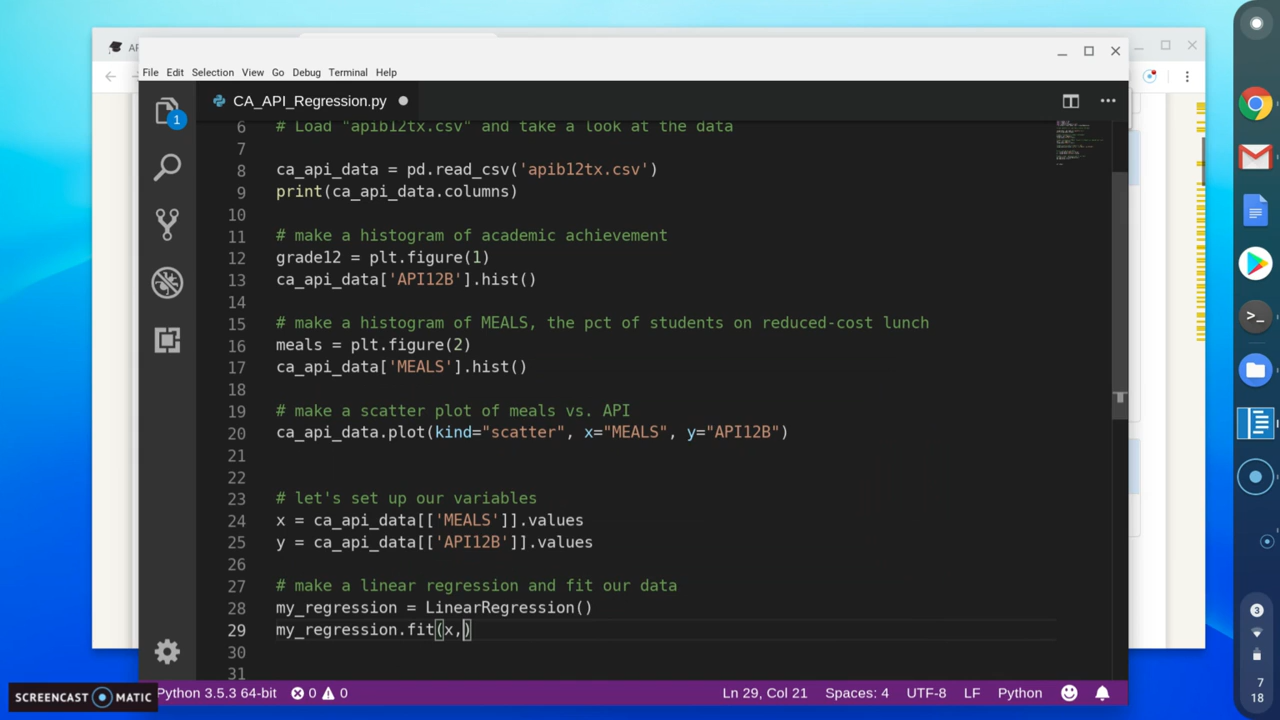 AP
File Edit Selection View Go Debug Terminal Help
1
CA_API_Regression.py
6 # Load "apib12tx.csv" and take a look at the data
7
8 ca_api_data = pd.read_csv('apib12tx.csv')
9 print(ca_api_data.columns)
10
11 # make a histogram of academic achievement
12 grade12 = plt.figure(1)
13 ca_api_data['API12B'].hist()
14
15 # make a histogram of MEALS, the pct of students on reduced-cost lunch
16 meals = plt.figure(2)
17 ca_api_data['MEALS'].hist()
18
19 # make a scatter plot of meals vs. API
20 ca_api_data.plot(kind="scatter", x="MEALS", y="API12B")
21
22
23 # let's set up our variables
24 x = ca_api_data[['MEALS']].values
25 y = ca_api_data[['API12B']].values
26
27 # make a linear regression and fit our data
28 my_regression = LinearRegression()
29 my_regression.fit(x,)
30
31
Python 3.5.3 64-bit 0 0 Ln 29, Col 21 Spaces: 4 UTF-8 LF Python
SCREENCAST MATIC
3
7
18